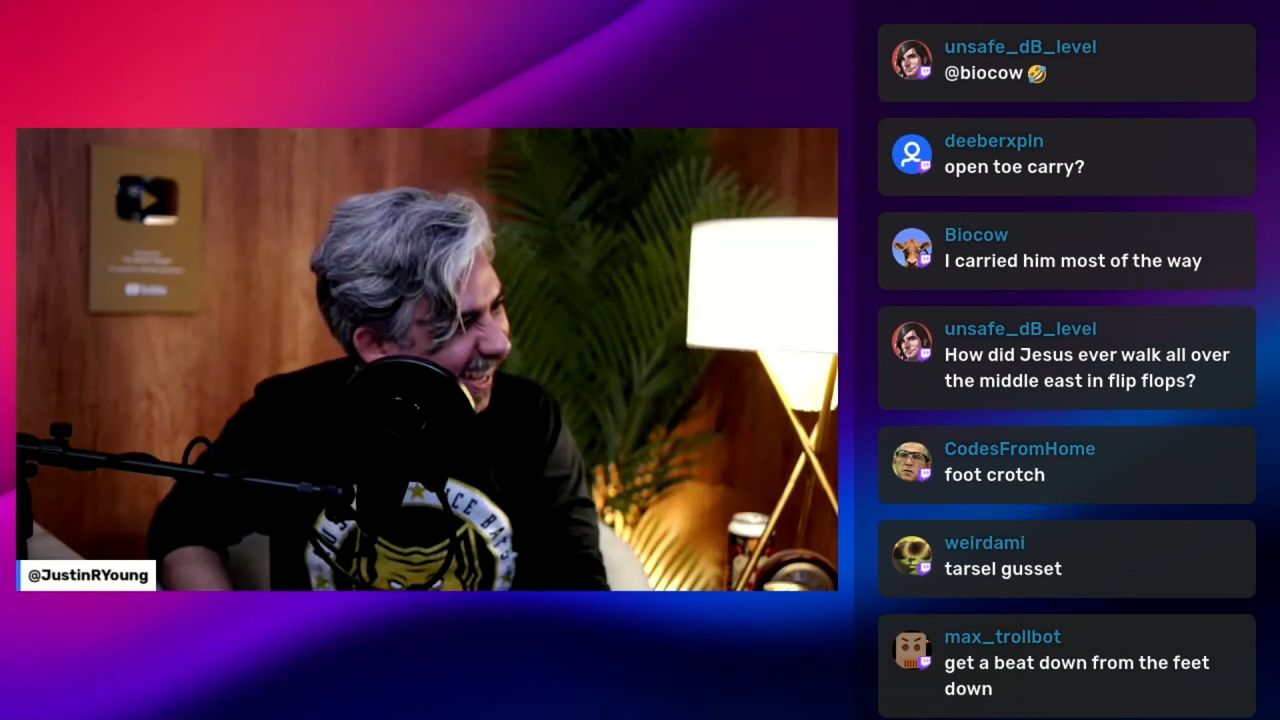 @JustinRYoung
unsafe_dB_level
@biocow 🤣
deeberxpln
open toe carry?
Biocow
I carried him most of the way
unsafe_dB_level
How did Jesus ever walk all over
the middle east in flip flops?
CodesFromHome
foot crotch
weirdami
tarsel gusset
max_trollbot
get a beat down from the feet
down